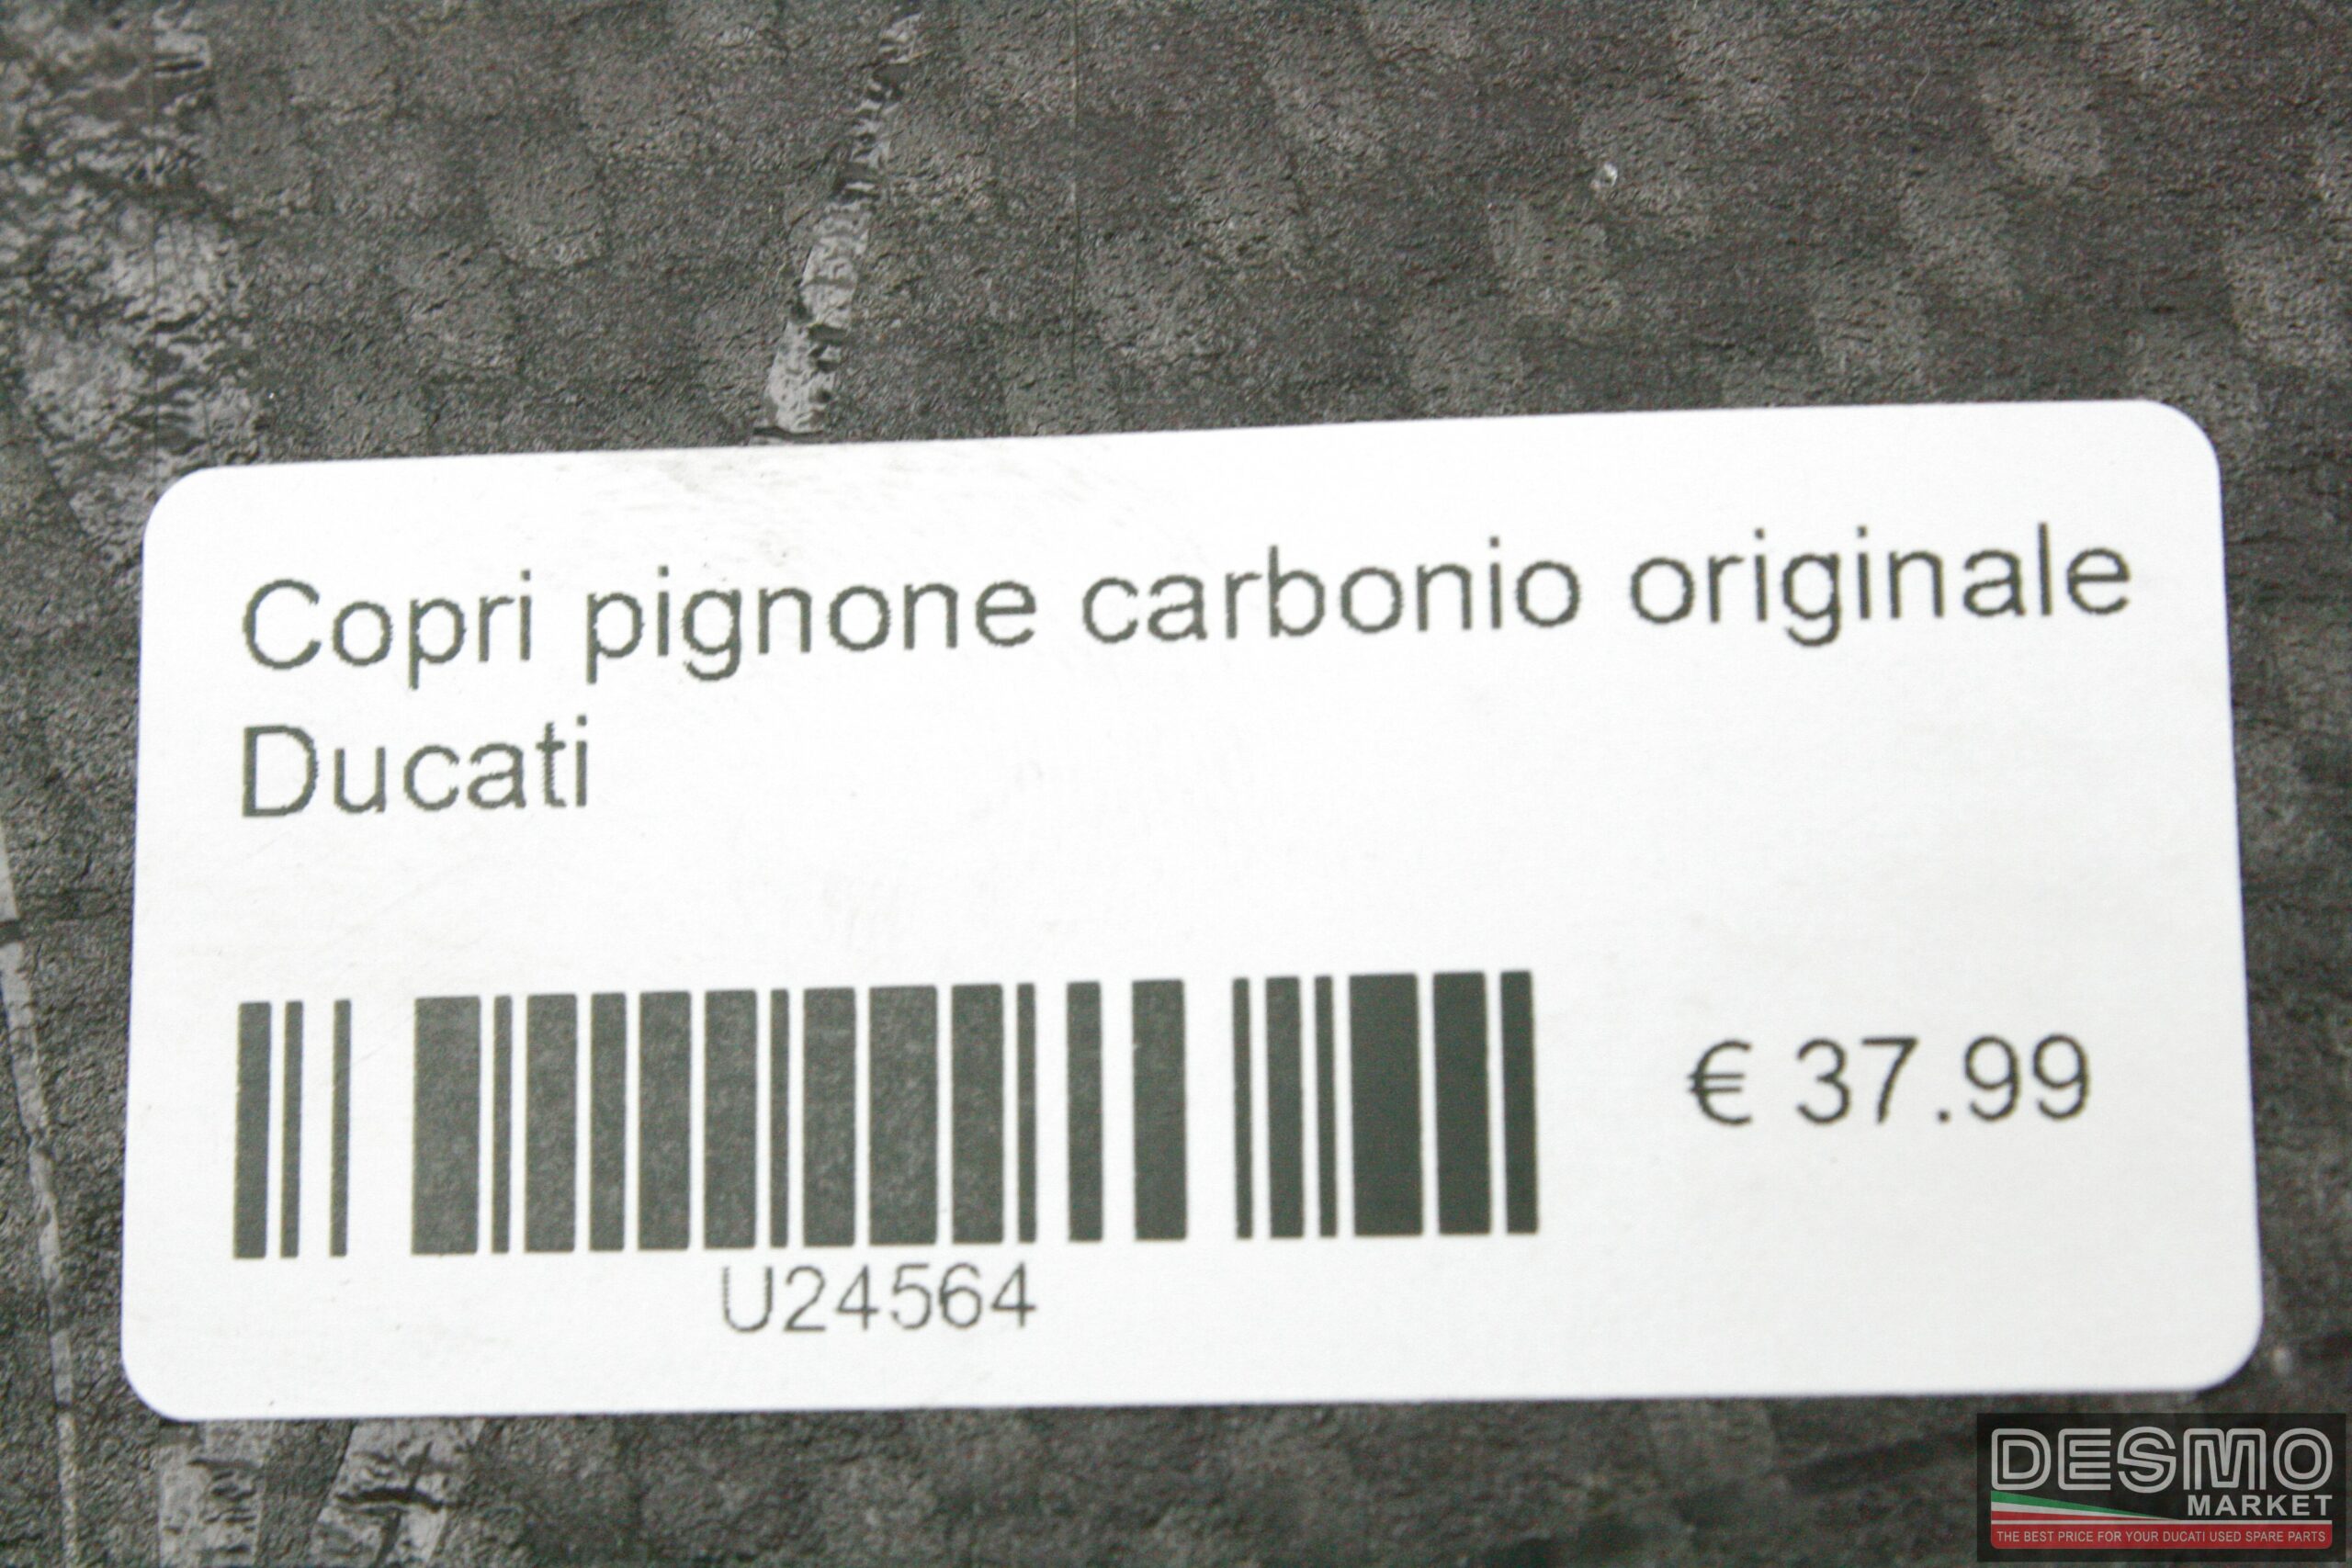 Copri pignone carbonio originale
Ducati
€ 37.99
U24564
DESMO
MARKET
THE BEST PRICE FOR YOUR DUCATI USED SPARE PARTS